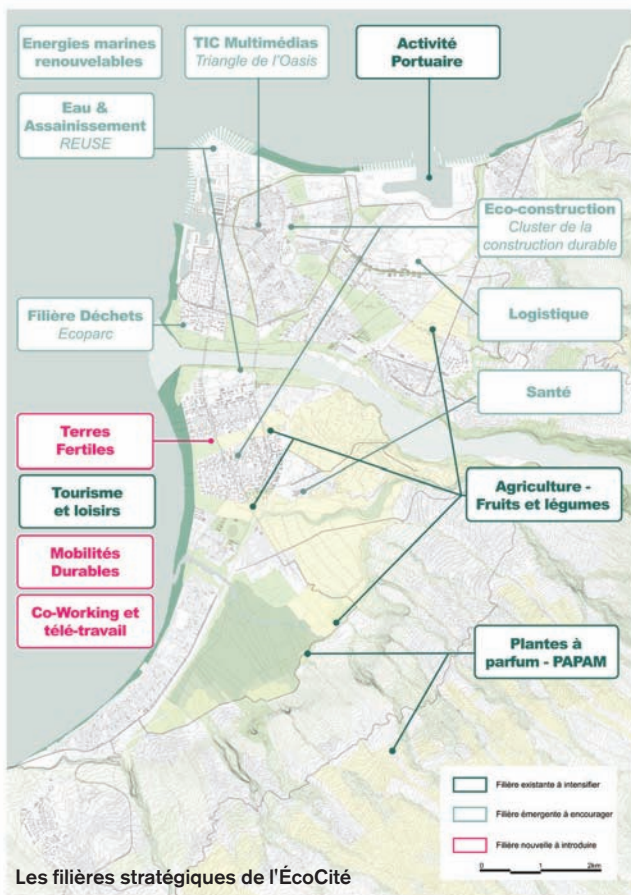 Energies marines
renouvelables
TIC Multimédias
Triangle de l'Oasis
Activité
Portuaire
Eau &
Assainissement
REUSE
Eco-construction
Cluster de la
construction durable
Logistique
Filière Déchets
Ecoparc
Santé
Terres
Fertiles
Tourisme
et loisirs
Agriculture -
Fruits et légumes
Mobilités
Durables
Co-Working et
télé-travail
Plantes à
parfum - PAPAM
Filière existante à intensifier
Filière émergente à encourager
Filière nouvelle à introduire
0 1 2km
Les filières stratégiques de l'ÉcoCité